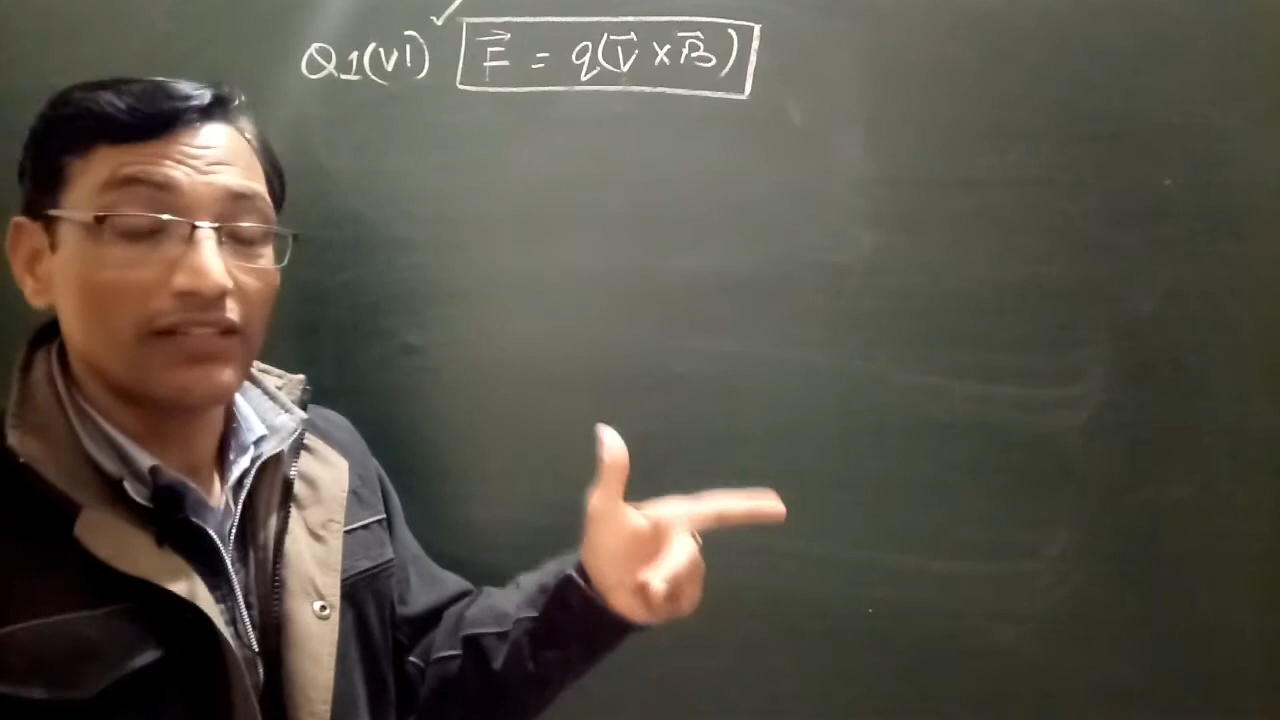 Q1(vi) F⃗ = q(v⃗ × B⃗)